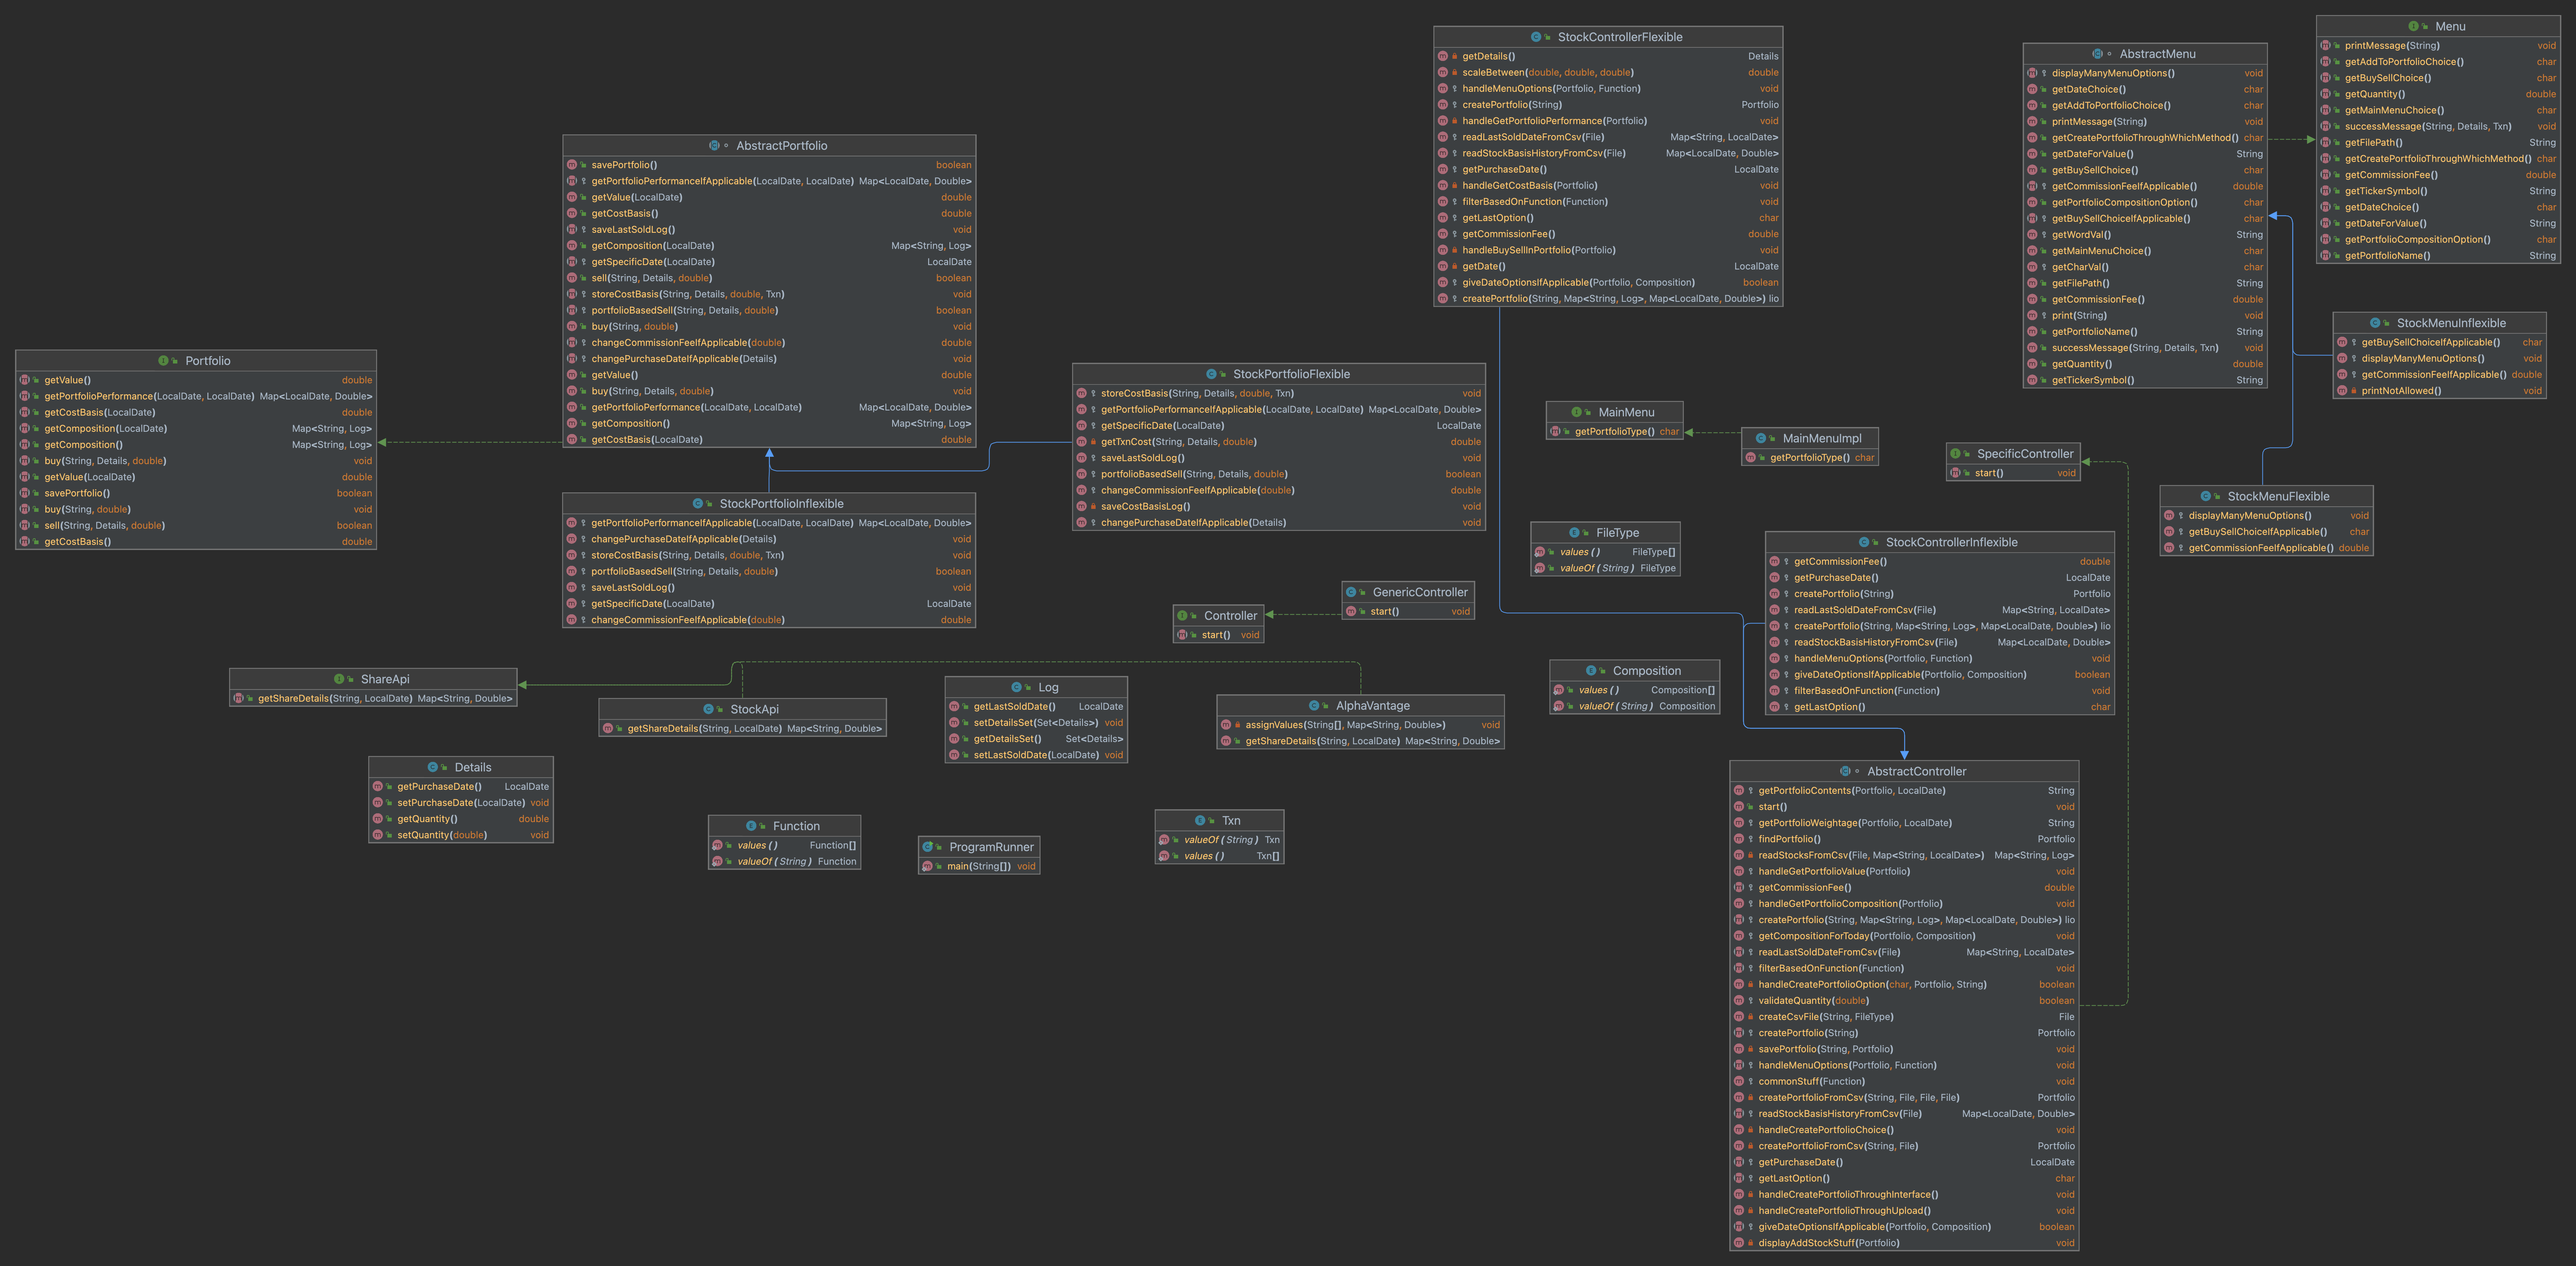 Portfolio
getValue() double
getPortfolioPerformance(LocalDate, LocalDate) Map<LocalDate, Double>
getCostBasis(LocalDate) double
getComposition(LocalDate) Map<String, Log>
getComposition() Map<String, Log>
buy(String, Details, double) void
getValue(LocalDate) double
savePortfolio() boolean
buy(String, double) void
sell(String, Details, double) boolean
getCostBasis() double
AbstractPortfolio
savePortfolio() boolean
getPortfolioPerformanceIfApplicable(LocalDate, LocalDate) Map<LocalDate, Double>
getValue(LocalDate) double
getCostBasis() double
saveLastSoldLog() void
getComposition(LocalDate) Map<String, Log>
getSpecificDate(LocalDate) LocalDate
sell(String, Details, double) boolean
storeCostBasis(String, Details, double, Txn) void
portfolioBasedSell(String, Details, double) boolean
buy(String, double) void
changeCommissionFeeIfApplicable(double) double
changePurchaseDateIfApplicable(Details) void
getValue() double
buy(String, Details, double) void
getPortfolioPerformance(LocalDate, LocalDate) Map<LocalDate, Double>
getComposition() Map<String, Log>
getCostBasis(LocalDate) double
StockPortfolioInflexible
getPortfolioPerformanceIfApplicable(LocalDate, LocalDate) Map<LocalDate, Double>
changePurchaseDateIfApplicable(Details) void
storeCostBasis(String, Details, double, Txn) void
portfolioBasedSell(String, Details, double) boolean
saveLastSoldLog() void
getSpecificDate(LocalDate) LocalDate
changeCommissionFeeIfApplicable(double) double
StockPortfolioFlexible
storeCostBasis(String, Details, double, Txn) void
getPortfolioPerformanceIfApplicable(LocalDate, LocalDate) Map<LocalDate, Double>
getSpecificDate(LocalDate) LocalDate
getTxnCost(String, Details, double) double
saveLastSoldLog() void
portfolioBasedSell(String, Details, double) boolean
changeCommissionFeeIfApplicable(double) double
saveCostBasisLog() void
changePurchaseDateIfApplicable(Details) void
StockControllerFlexible
getDetails() Details
scaleBetween(double, double, double) double
handleMenuOptions(Portfolio, Function) void
createPortfolio(String) Portfolio
handleGetPortfolioPerformance(Portfolio) void
readLastSoldDateFromCsv(File) Map<String, LocalDate>
readStockBasisHistoryFromCsv(File) Map<LocalDate, Double>
getPurchaseDate() LocalDate
handleGetCostBasis(Portfolio) void
filterBasedOnFunction(Function) void
getLastOption() char
getCommissionFee() double
handleBuySellInPortfolio(Portfolio) void
getDate() LocalDate
giveDateOptionsIfApplicable(Portfolio, Composition) boolean
createPortfolio(String, Map<String, Log>, Map<LocalDate, Double>) lio
AbstractMenu
displayManyMenuOptions() void
getDateChoice() char
getAddToPortfolioChoice() char
printMessage(String) void
getCreatePortfolioThroughWhichMethod() char
getDateForValue() String
getBuySellChoice() char
getCommissionFeeIfApplicable() double
getPortfolioCompositionOption() char
getBuySellChoiceIfApplicable() char
getWordVal() String
getMainMenuChoice() char
getCharVal() char
getFilePath() String
getCommissionFee() double
print(String) void
getPortfolioName() String
successMessage(String, Details, Txn) void
getQuantity() double
getTickerSymbol() String
Menu
printMessage(String) void
getAddToPortfolioChoice() char
getBuySellChoice() char
getQuantity() double
getMainMenuChoice() char
successMessage(String, Details, Txn) void
getFilePath() String
getCreatePortfolioThroughWhichMethod() char
getCommissionFee() double
getTickerSymbol() String
getDateChoice() char
getDateForValue() String
getPortfolioCompositionOption() char
getPortfolioName() String
StockMenuInflexible
getBuySellChoiceIfApplicable() char
displayManyMenuOptions() void
getCommissionFeeIfApplicable() double
printNotAllowed() void
MainMenu
getPortfolioType() char
MainMenuImpl
getPortfolioType() char
SpecificController
start() void
StockMenuFlexible
displayManyMenuOptions() void
getBuySellChoiceIfApplicable() char
getCommissionFeeIfApplicable() double
FileType
values() FileType[]
valueOf(String) FileType
StockControllerInflexible
getCommissionFee() double
getPurchaseDate() LocalDate
createPortfolio(String) Portfolio
readLastSoldDateFromCsv(File) Map<String, LocalDate>
createPortfolio(String, Map<String, Log>, Map<LocalDate, Double>) lio
readStockBasisHistoryFromCsv(File) Map<LocalDate, Double>
handleMenuOptions(Portfolio, Function) void
giveDateOptionsIfApplicable(Portfolio, Composition) boolean
filterBasedOnFunction(Function) void
getLastOption() char
GenericController
start() void
Controller
start() void
ShareApi
getShareDetails(String, LocalDate) Map<String, Double>
StockApi
getShareDetails(String, LocalDate) Map<String, Double>
Log
getLastSoldDate() LocalDate
setDetailsSet(Set<Details>) void
getDetailsSet() Set<Details>
setLastSoldDate(LocalDate) void
AlphaVantage
assignValues(String[], Map<String, Double>) void
getShareDetails(String, LocalDate) Map<String, Double>
Composition
values() Composition[]
valueOf(String) Composition
Details
getPurchaseDate() LocalDate
setPurchaseDate(LocalDate) void
getQuantity() double
setQuantity(double) void
Function
values() Function[]
valueOf(String) Function
ProgramRunner
main(String[]) void
Txn
valueOf(String) Txn
values() Txn[]
AbstractController
getPortfolioContents(Portfolio, LocalDate) String
start() void
getPortfolioWeightage(Portfolio, LocalDate) String
findPortfolio() Portfolio
readStocksFromCsv(File, Map<String, LocalDate>) Map<String, Log>
handleGetPortfolioValue(Portfolio) void
getCommissionFee() double
handleGetPortfolioComposition(Portfolio) void
createPortfolio(String, Map<String, Log>, Map<LocalDate, Double>) lio
getCompositionForToday(Portfolio, Composition) void
readLastSoldDateFromCsv(File) Map<String, LocalDate>
filterBasedOnFunction(Function) void
handleCreatePortfolioOption(char, Portfolio, String) boolean
validateQuantity(double) boolean
createCsvFile(String, FileType) File
createPortfolio(String) Portfolio
savePortfolio(String, Portfolio) void
handleMenuOptions(Portfolio, Function) void
commonStuff(Function) void
createPortfolioFromCsv(String, File, File, File) Portfolio
readStockBasisHistoryFromCsv(File) Map<LocalDate, Double>
handleCreatePortfolioChoice() void
createPortfolioFromCsv(String, File) Portfolio
getPurchaseDate() LocalDate
getLastOption() char
handleCreatePortfolioThroughInterface() void
handleCreatePortfolioThroughUpload() void
giveDateOptionsIfApplicable(Portfolio, Composition) boolean
displayAddStockStuff(Portfolio) void